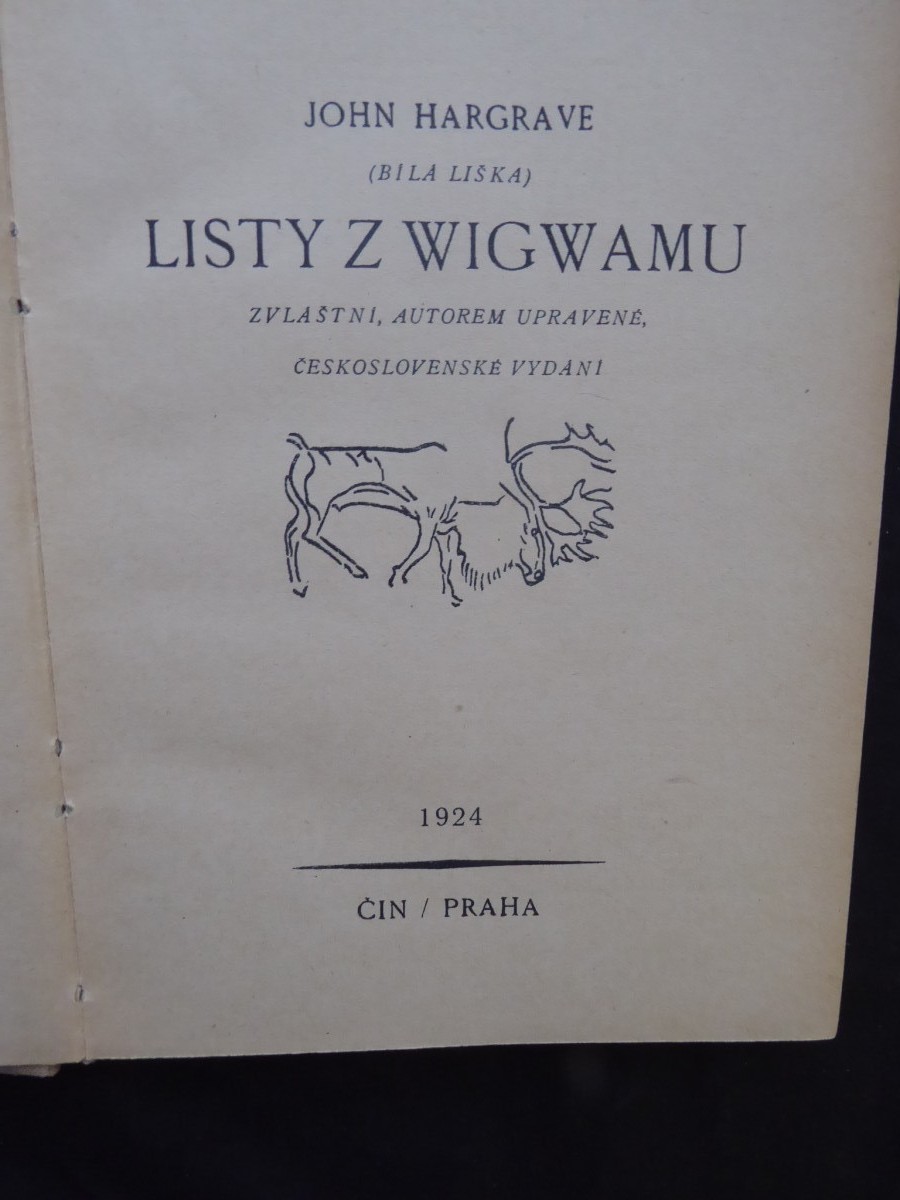 JOHN HARGRAVE
(BÍLÁ LIŠKA)
LISTY Z WIGWAMU
ZVLÁŠTNÍ, AUTOREM UPRAVENÉ,
ČESKOSLOVENSKÉ VYDÁNÍ
1924
ČIN / PRAHA